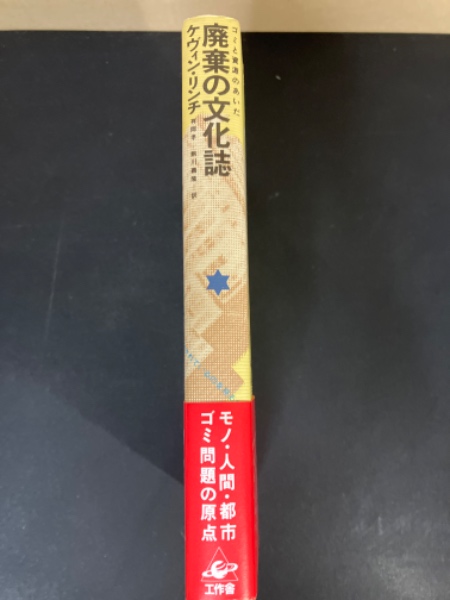 ゴミと資源のあいだ
廃棄の文化誌
ケヴィン・リンチ
モノ・人間・都市
ゴミ問題の原点
工作舎